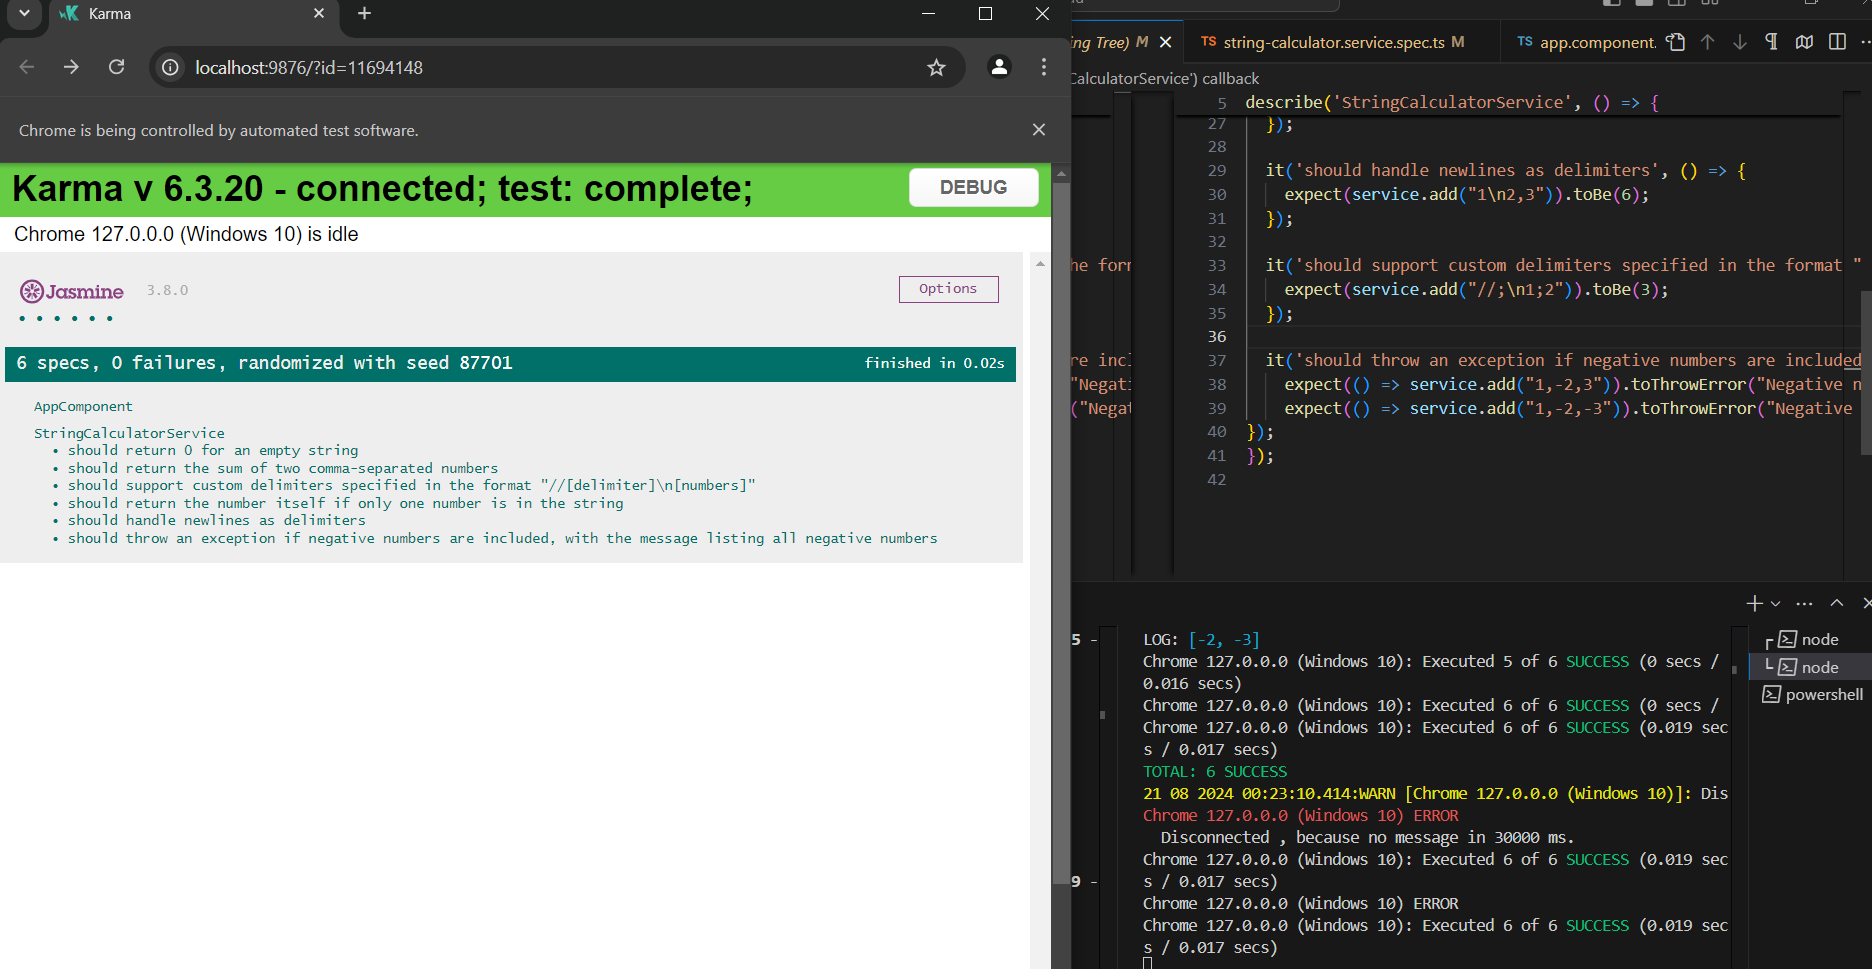 Karma
localhost:9876/?id=11694148
Chrome is being controlled by automated test software.
Karma v 6.3.20 - connected; test: complete;
DEBUG
Chrome 127.0.0.0 (Windows 10) is idle
Jasmine 3.8.0
Options
• • • • • •
6 specs, 0 failures, randomized with seed 87701
finished in 0.02s
AppComponent
StringCalculatorService
• should return 0 for an empty string
• should return the sum of two comma-separated numbers
• should support custom delimiters specified in the format "//[delimiter]\n[numbers]"
• should return the number itself if only one number is in the string
• should handle newlines as delimiters
• should throw an exception if negative numbers are included, with the message listing all negative numbers
ing Tree) M
TS string-calculator.service.spec.ts M
TS app.component.
CalculatorService') callback
he for
re incl
"Negati
("Negat
5 describe('StringCalculatorService', () => {
27 });
28
29 it('should handle newlines as delimiters', () => {
30 expect(service.add("1\n2,3")).toBe(6);
31 });
32
33 it('should support custom delimiters specified in the format "
34 expect(service.add("//;\n1;2")).toBe(3);
35 });
36
37 it('should throw an exception if negative numbers are included
38 expect(() => service.add("1,-2,3")).toThrowError("Negative n
39 expect(() => service.add("1,-2,-3")).toThrowError("Negative
40 });
41 });
42
5 -
9 -
LOG: [-2, -3]
Chrome 127.0.0.0 (Windows 10): Executed 5 of 6 SUCCESS (0 secs /
0.016 secs)
Chrome 127.0.0.0 (Windows 10): Executed 6 of 6 SUCCESS (0 secs /
Chrome 127.0.0.0 (Windows 10): Executed 6 of 6 SUCCESS (0.019 sec
s / 0.017 secs)
TOTAL: 6 SUCCESS
21 08 2024 00:23:10.414:WARN [Chrome 127.0.0.0 (Windows 10)]: Dis
Chrome 127.0.0.0 (Windows 10) ERROR
Disconnected , because no message in 30000 ms.
Chrome 127.0.0.0 (Windows 10): Executed 6 of 6 SUCCESS (0.019 sec
s / 0.017 secs)
Chrome 127.0.0.0 (Windows 10) ERROR
Chrome 127.0.0.0 (Windows 10): Executed 6 of 6 SUCCESS (0.019 sec
s / 0.017 secs)
node
node
powershell